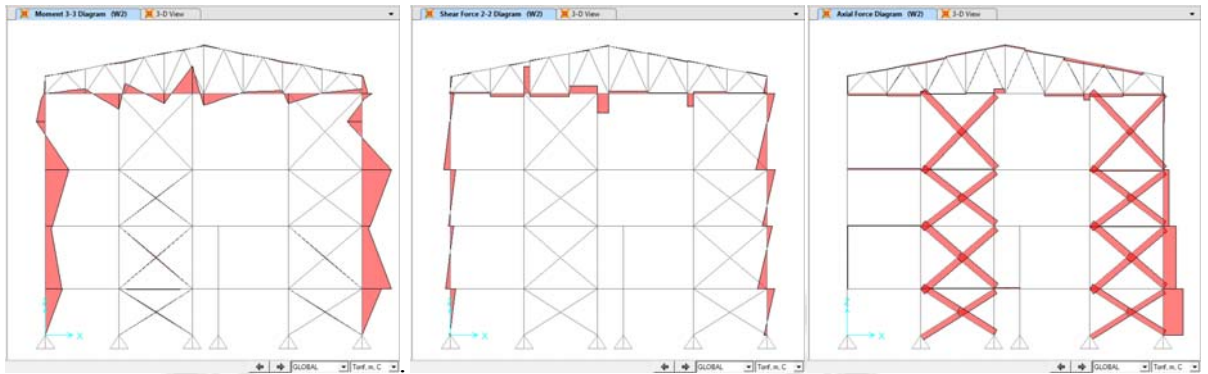 Moment 3-3 Diagram (W2)
3-D View
Shear Force 2-2 Diagram (W2)
3-D View
Axial Force Diagram (W2)
3-D View
Z
X
Z
X
Z
X
GLOBAL
Tonf, m, C
GLOBAL
Tonf, m, C
GLOBAL
Tonf, m, C